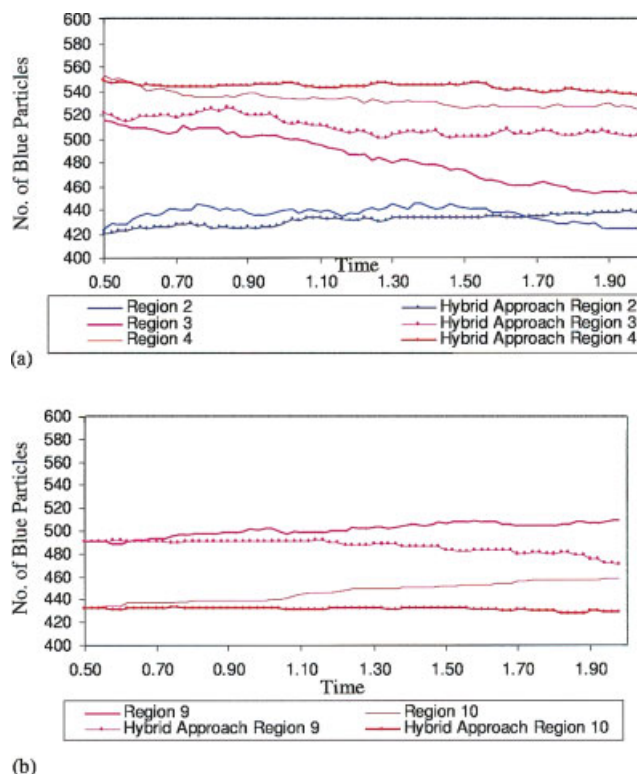 600
580
560
540
520
500
480
460
440
420
400
No. of Blue Particles
0.50 0.70 0.90 1.10 1.30 1.50 1.70 1.90
Time
Region 2 Hybrid Approach Region 2
Region 3 Hybrid Approach Region 3
Region 4 Hybrid Approach Region 4
(a)
600
580
560
540
520
500
480
460
440
420
400
No. of Blue Particles
0.50 0.70 0.90 1.10 1.30 1.50 1.70 1.90
Time
Region 9 Region 10
Hybrid Approach Region 9 Hybrid Approach Region 10
(b)